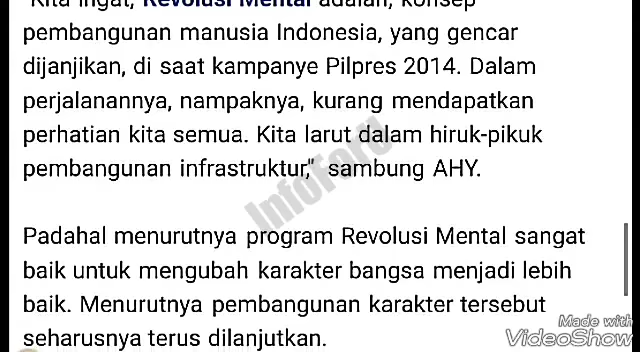 "Kita ingat, Revolusi Mental adalah, konsep
pembangunan manusia Indonesia, yang gencar
dijanjikan, di saat kampanye Pilpres 2014. Dalam
perjalanannya, nampaknya, kurang mendapatkan
perhatian kita semua. Kita larut dalam hiruk-pikuk
pembangunan infrastruktur," sambung AHY.
Padahal menurutnya program Revolusi Mental sangat
baik untuk mengubah karakter bangsa menjadi lebih
baik. Menurutnya pembangunan karakter tersebut
seharusnya terus dilanjutkan.
Made with
VideoShow